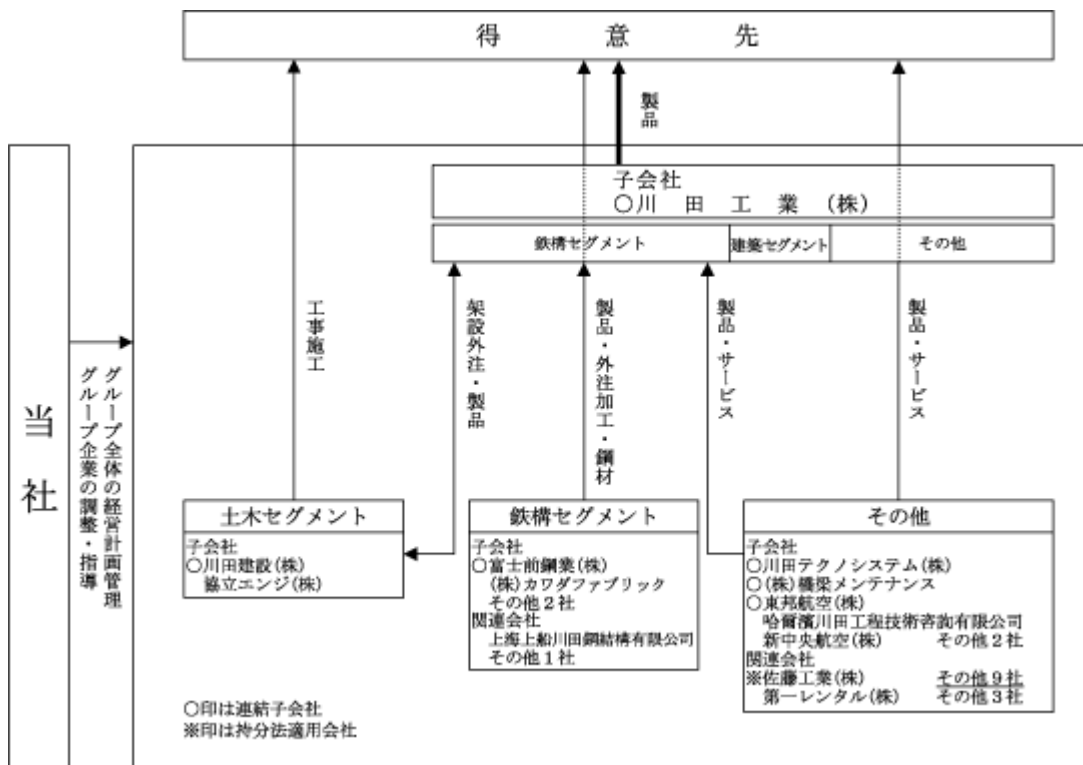 得意先
製品
子会社
○川田工業(株)
鉄構セグメント
建築セグメント
その他
工事施工
架設外注・製品
製品・外注加工・鋼材
製品・サービス
製品・サービス
当社
グループ全体の経営計画管理
グループ企業の調整・指導
土木セグメント
子会社
○川田建設(株)
協立エンジ(株)
鉄構セグメント
子会社
○富士前鋼業(株)
(株)カワダファブリック
その他2社
関連会社
上海上船川田鋼結構有限公司
その他1社
その他
子会社
○川田テクノシステム(株)
○(株)橋梁メンテナンス
○東邦航空(株)
哈爾濱川田工程技術咨詢有限公司
新中央航空(株) その他2社
関連会社
※佐藤工業(株) その他9社
第一レンタル(株) その他3社
○印は連結子会社
※印は持分法適用会社